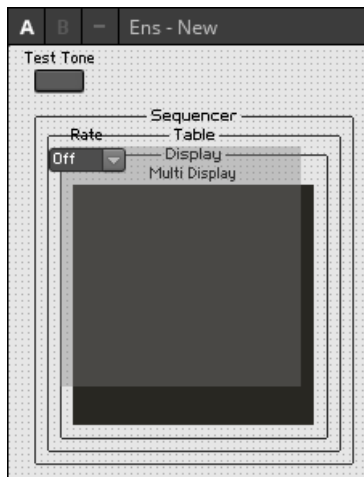 A B – Ens - New
Test Tone
Sequencer
Rate Table
Off Display
Multi Display